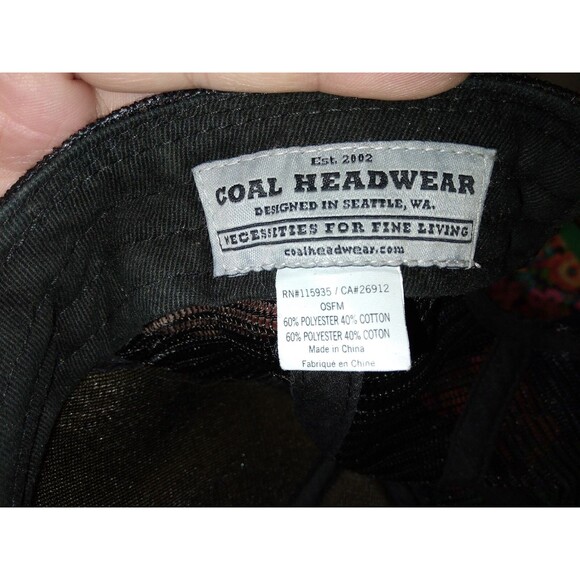 Est. 2002
COAL HEADWEAR
DESIGNED IN SEATTLE, WA.
NECESSITIES FOR FINE LIVING
coalheadwear.com
RN#115935 / CA#26912
OSFM
60% POLYESTER 40% COTTON
60% POLYESTER 40% COTON
Made in China
Fabriqué en Chine